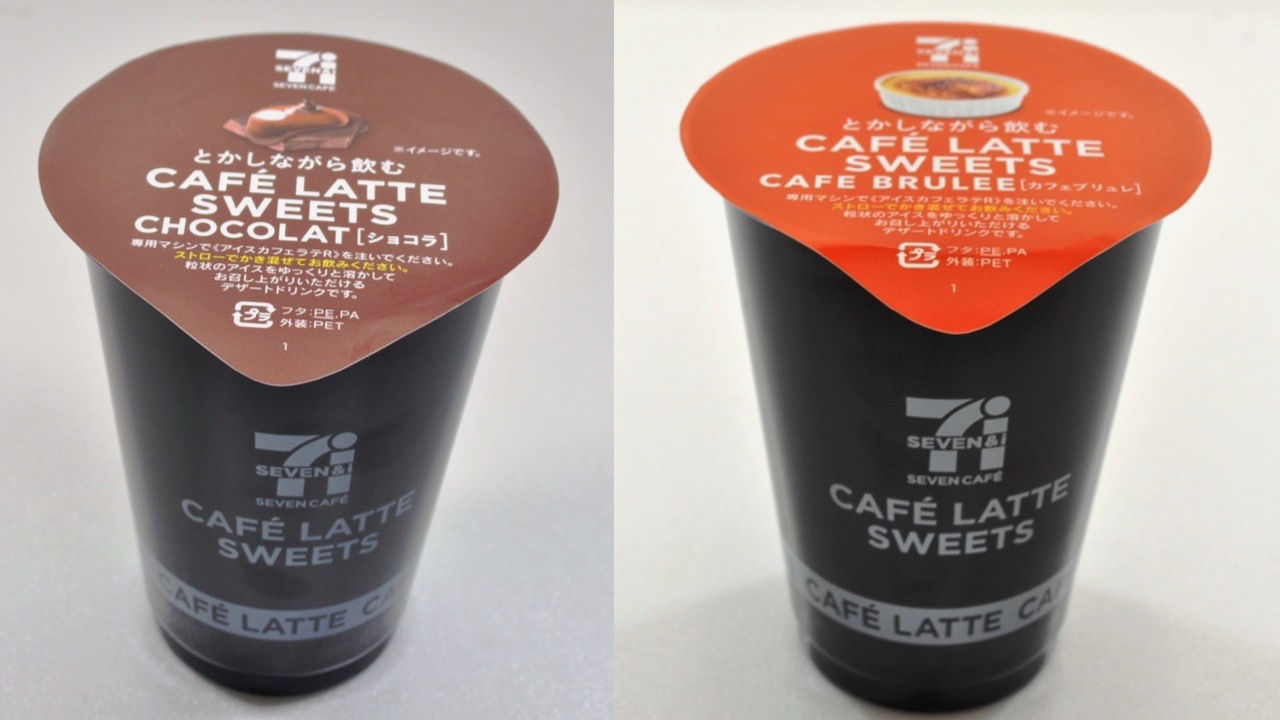 SEVEN&i
SEVEN CAFÉ
※イメージです。
とかしながら飲む
CAFÉ LATTE
SWEETS
CHOCOLAT[ショコラ]
専用マシンで《アイスカフェラテR》を注いでください。
ストローでかき混ぜてお飲みください。
粒状のアイスをゆっくりと溶かして
お召し上がりいただける
デザートドリンクです。
プラ フタ:PE.PA
外装:PET
1
SEVEN&i
SEVEN CAFÉ
CAFÉ LATTE
SWEETS
CAFÉ LATTE CA
SEVEN&i
SEVEN CAFÉ
※イメージです。
とかしながら飲む
CAFÉ LATTE
SWEETS
CAFE BRULEE[カフェブリュレ]
専用マシンで《アイスカフェラテR》を注いでください。
ストローでかき混ぜてお飲みください。
粒状のアイスをゆっくりと溶かして
お召し上がりいただける
デザートドリンクです。
プラ フタ:PE.PA
外装:PET
1
SEVEN&i
SEVEN CAFÉ
CAFÉ LATTE
SWEETS
CAFÉ LATTE CAF